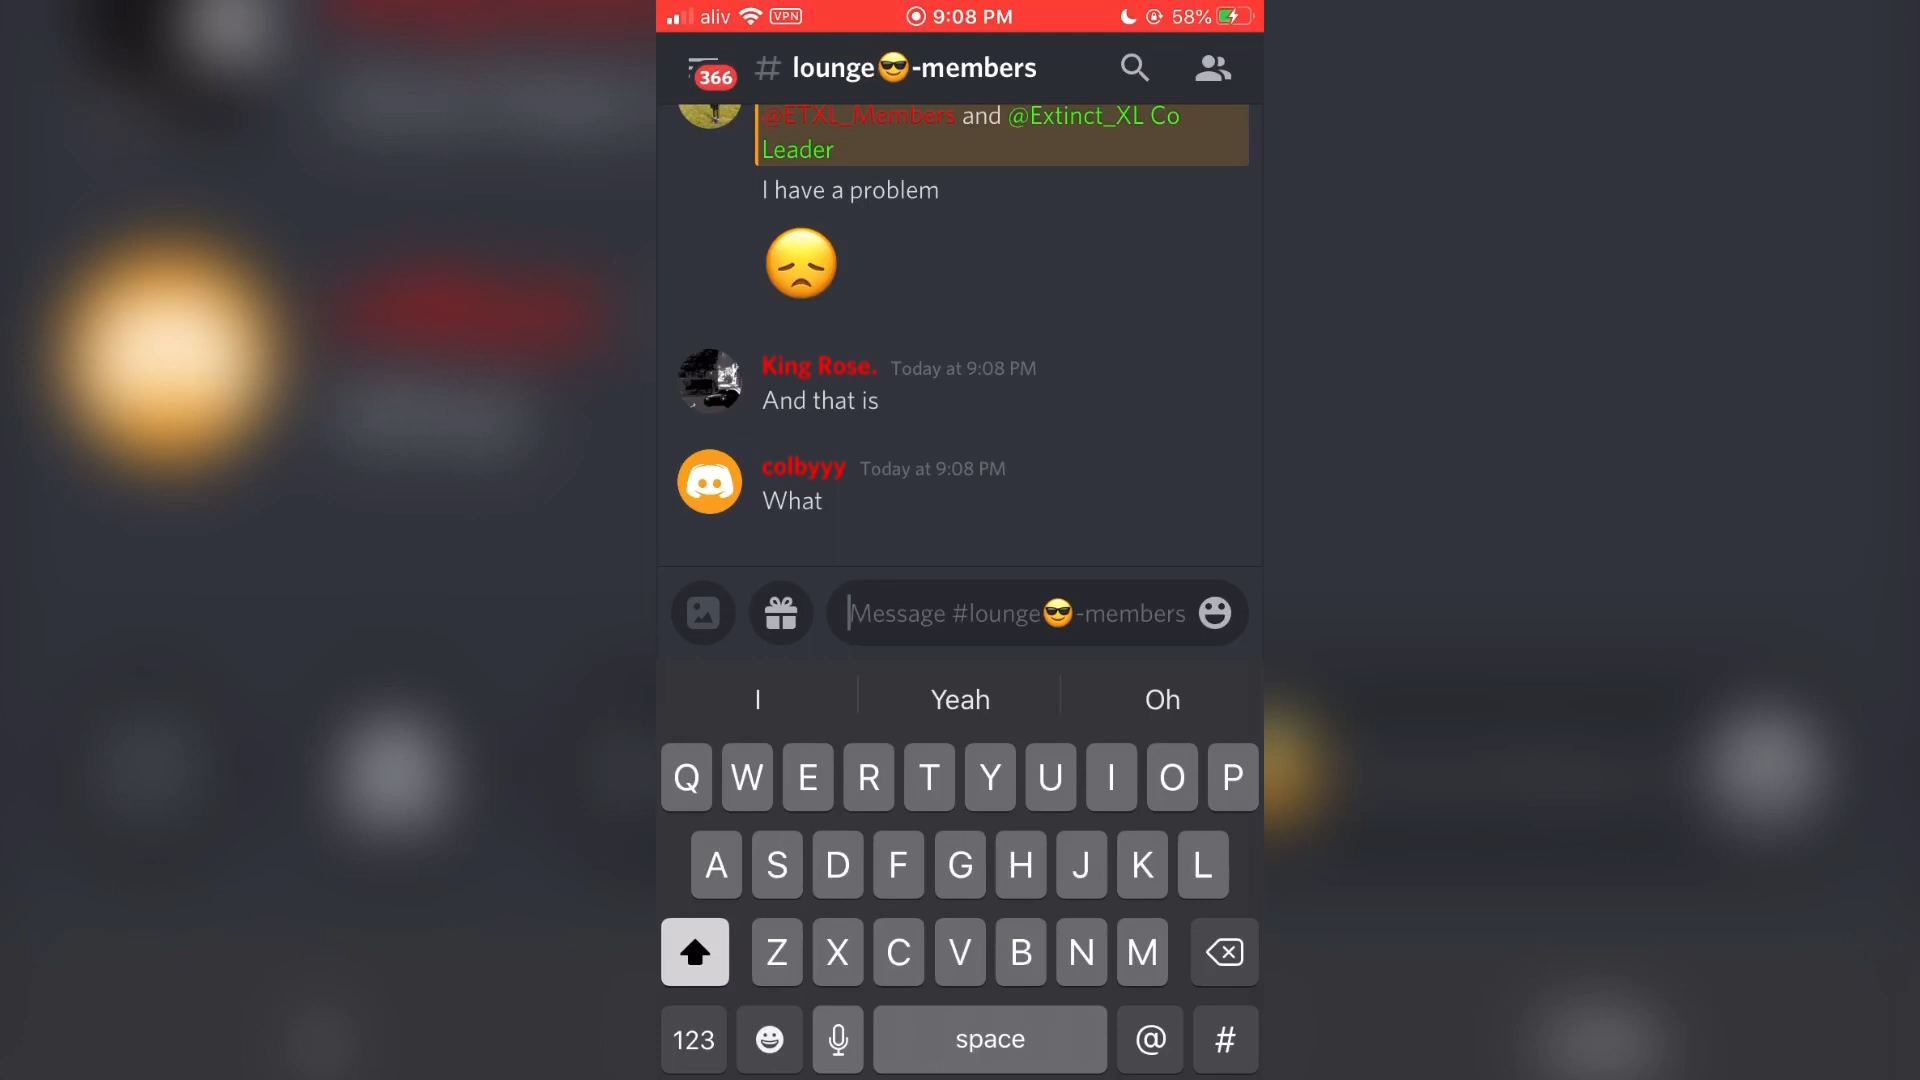 aliv VPN 9:08 PM 58%
366 # lounge😎-members
@ETXL_Members and @Extinct_XL Co
Leader
I have a problem
😞
King Rose. Today at 9:08 PM
And that is
colbyyy Today at 9:08 PM
What
Message #lounge😎-members
I Yeah Oh
Q W E R T Y U I O P
A S D F G H J K L
Z X C V B N M
123 space @ #